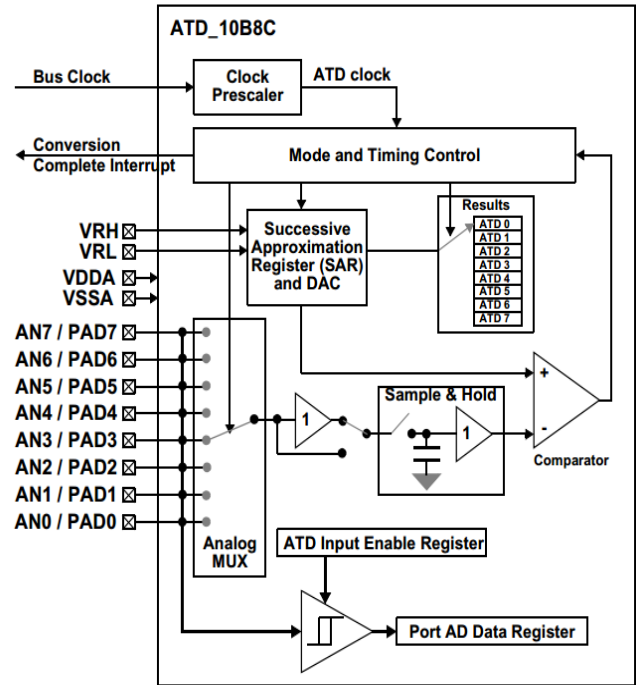 ATD_10B8C
Bus Clock
Clock
Prescaler
ATD clock
Conversion
Complete Interrupt
Mode and Timing Control
Results
ATD 0
ATD 1
ATD 2
ATD 3
ATD 4
ATD 5
ATD 6
ATD 7
VRH
VRL
VDDA
VSSA
Successive
Approximation
Register (SAR)
and DAC
AN7 / PAD7
AN6 / PAD6
AN5 / PAD5
AN4 / PAD4
AN3 / PAD3
AN2 / PAD2
AN1 / PAD1
AN0 / PAD0
Analog
MUX
1
Sample & Hold
1
+
-
Comparator
ATD Input Enable Register
Port AD Data Register